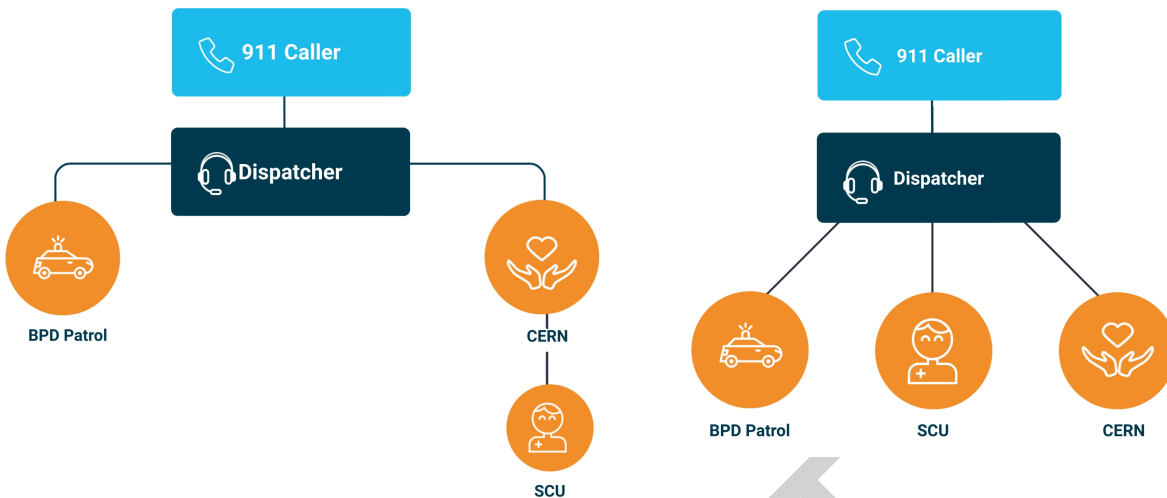 911 Caller
Dispatcher
BPD Patrol
CERN
SCU
911 Caller
Dispatcher
BPD Patrol
SCU
CERN